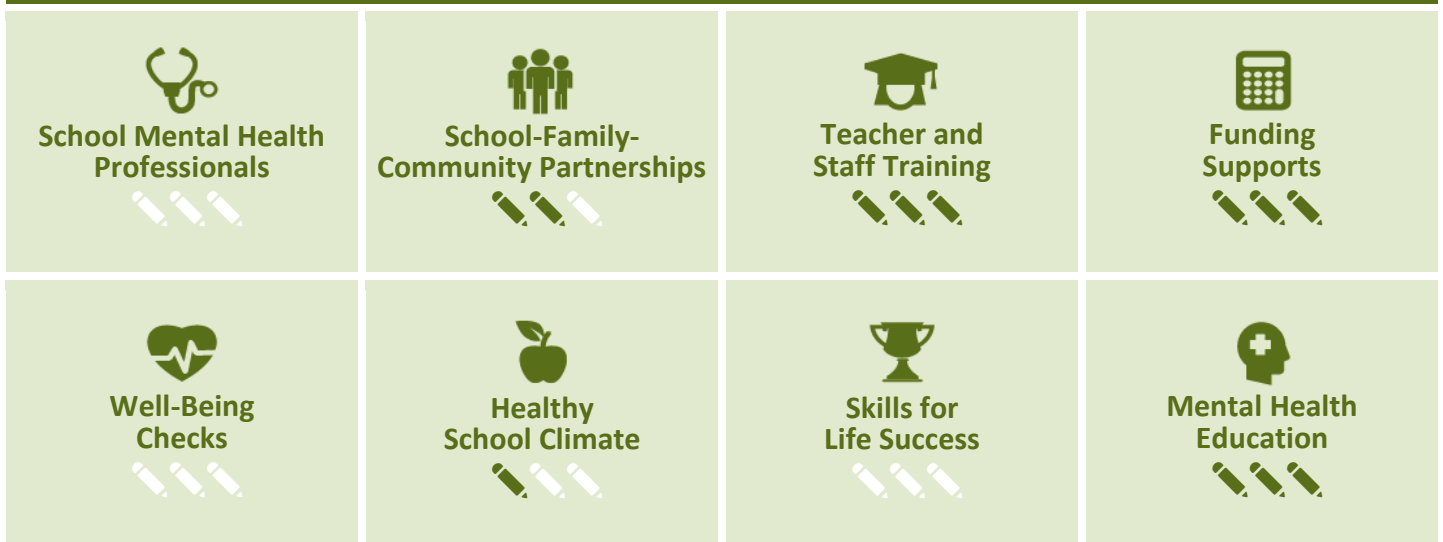 School Mental Health
Professionals
School-Family-
Community Partnerships
Teacher and
Staff Training
Funding
Supports
Well-Being
Checks
Healthy
School Climate
Skills for
Life Success
Mental Health
Education